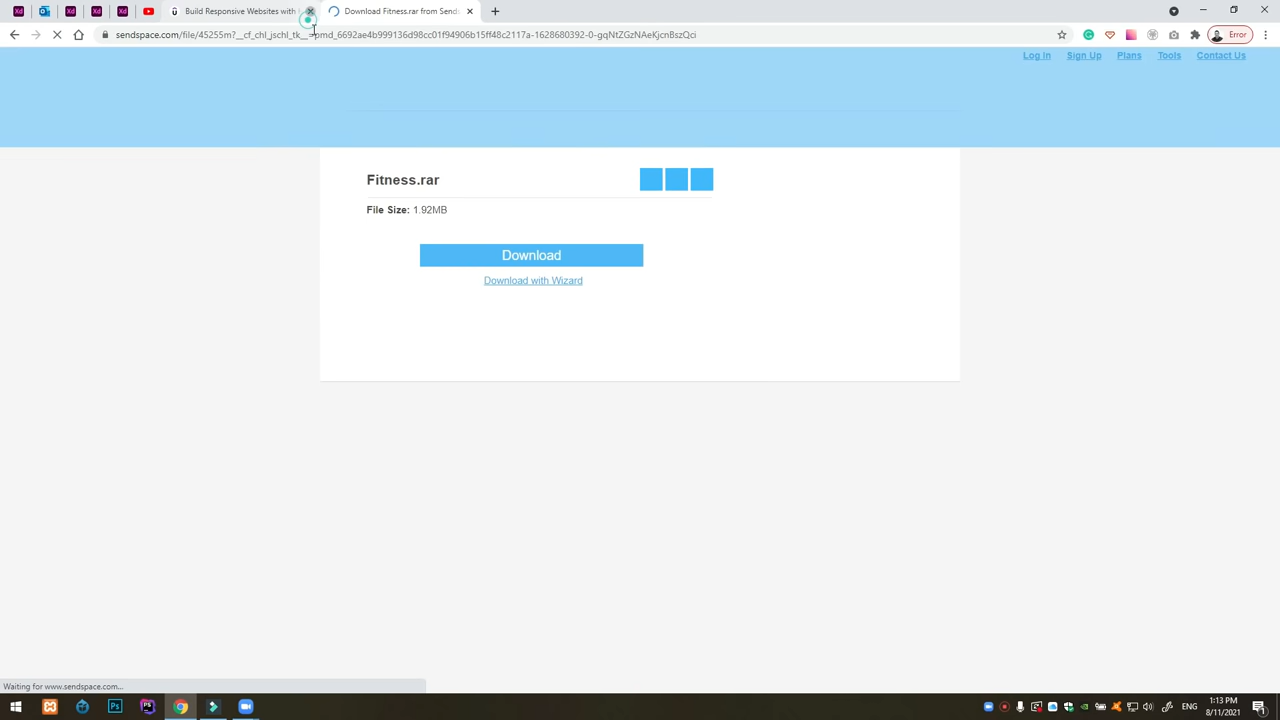 Build Responsive Websites with
Download Fitness.rar from Sends
sendspace.com/file/45255m?__cf_chl_jschl_tk__=pmd_6692ae4b999136d98cc01f94906b15ff48c2117a-1628680392-0-gqNtZGzNAeKjcnBszQci
Error
Log In Sign Up Plans Tools Contact Us
Fitness.rar
File Size: 1.92MB
Download
Download with Wizard
Waiting for www.sendspace.com...
ENG
1:13 PM
8/11/2021